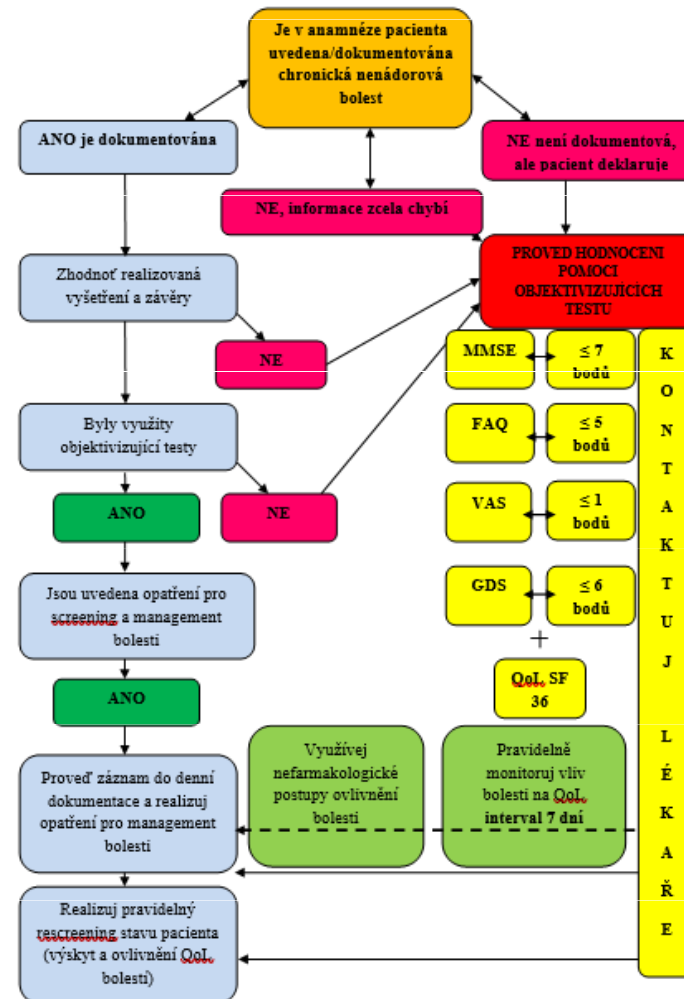 Je v anamnéze pacienta
uvedena/dokumentována
chronická nenádorová
bolest
ANO je dokumentována
NE není dokumentová,
ale pacient deklaruje
NE, informace zcela chybí
PROVED HODNOCENI
POMOCI
OBJEKTIVIZUJÍCÍCH
TESTU
Zhodnoť realizovaná
vyšetření a závěry
NE
Byly využity
objektivizující testy
ANO
NE
Jsou uvedena opatření pro
screening a management
bolesti
ANO
Proveď záznam do denní
dokumentace a realizuj
opatření pro management
bolesti
Realizuj pravidelný
rescreening stavu pacienta
(výskyt a ovlivnění QoL
bolestí)
MMSE
≤ 7
bodů
FAQ
≤ 5
bodů
VAS
≤ 1
bodů
GDS
≤ 6
bodů
+
QoL SF
36
Využívej
nefarmakologické
postupy ovlivnění
bolesti
Pravidelně
monitoruj vliv
bolesti na QoL
interval 7 dní
K
O
N
T
A
K
T
U
J
L
É
K
A
Ř
E